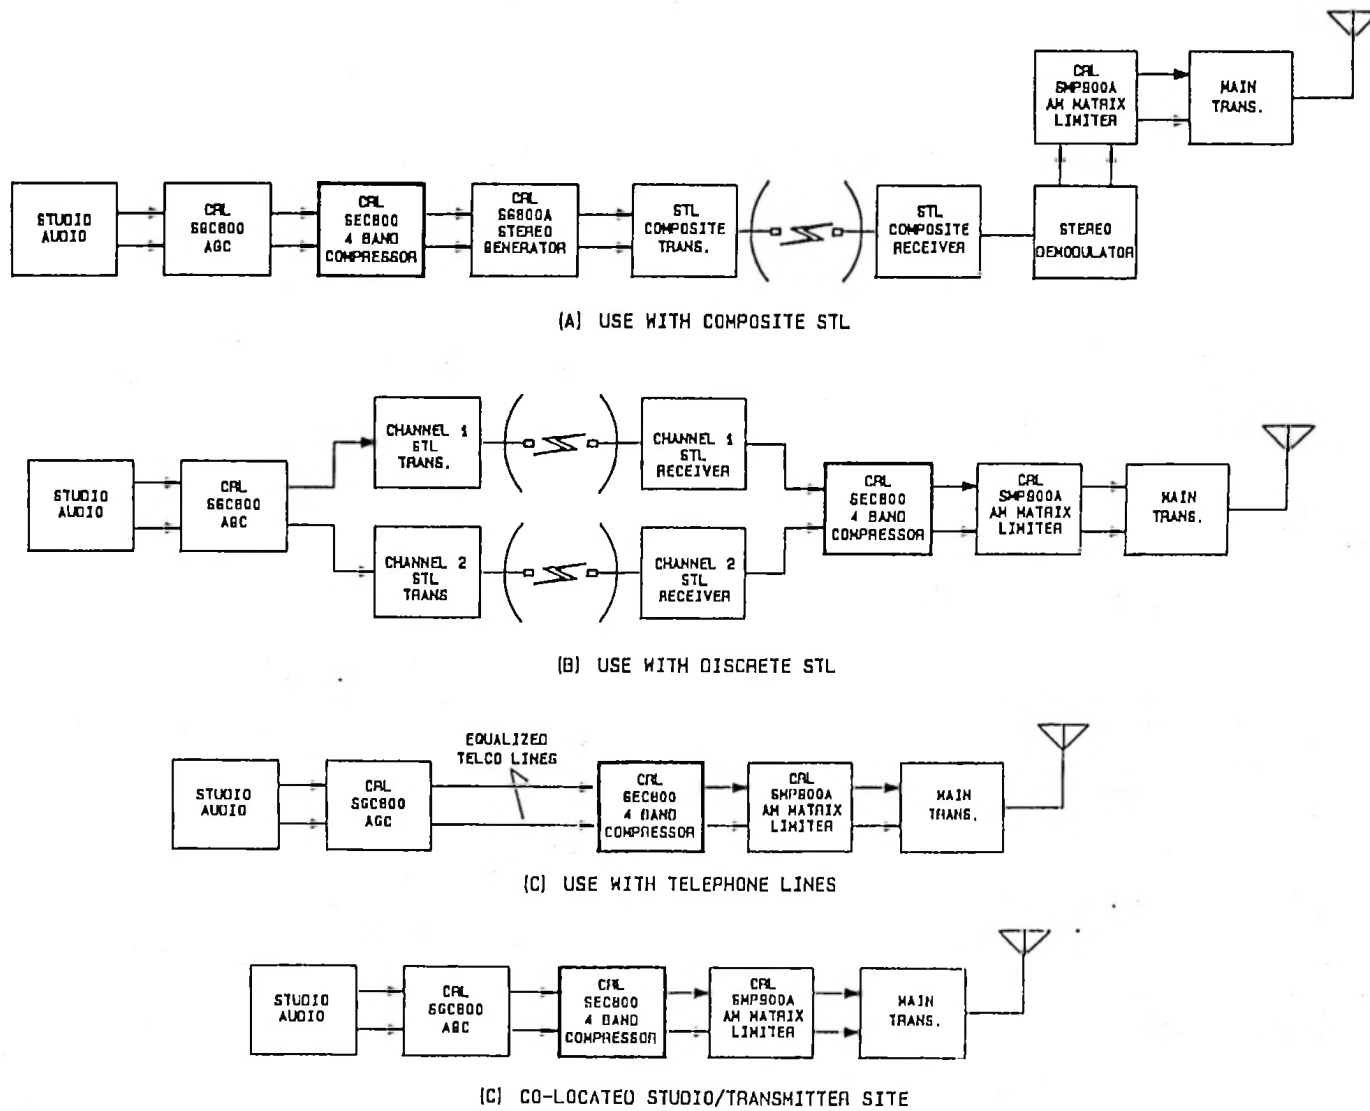 CRL
SMP900A
AM MATRIX
LIMITER
MAIN
TRANS.
STUDIO
AUDIO
CRL
SGC800
AGC
CRL
SEC800
4 BAND
COMPRESSOR
CRL
SG800A
STEREO
GENERATOR
STL
COMPOSITE
TRANS.
STL
COMPOSITE
RECEIVER
STEREO
DEMODULATOR
(A) USE WITH COMPOSITE STL
CHANNEL 1
STL
TRANS.
CHANNEL 1
STL
RECEIVER
STUDIO
AUDIO
CRL
SGC800
AGC
CHANNEL 2
STL
TRANS
CHANNEL 2
STL
RECEIVER
CRL
SEC800
4 BAND
COMPRESSOR
CRL
SMP900A
AM MATRIX
LIMITER
MAIN
TRANS.
(B) USE WITH DISCRETE STL
EQUALIZED
TELCO LINES
STUDIO
AUDIO
CRL
SGC800
AGC
CRL
SEC800
4 BAND
COMPRESSOR
CRL
SMP900A
AM MATRIX
LIMITER
MAIN
TRANS.
(C) USE WITH TELEPHONE LINES
STUDIO
AUDIO
CRL
SGC800
AGC
CRL
SEC800
4 BAND
COMPRESSOR
CRL
SMP900A
AM MATRIX
LIMITER
MAIN
TRANS.
(C) CO-LOCATED STUDIO/TRANSMITTER SITE